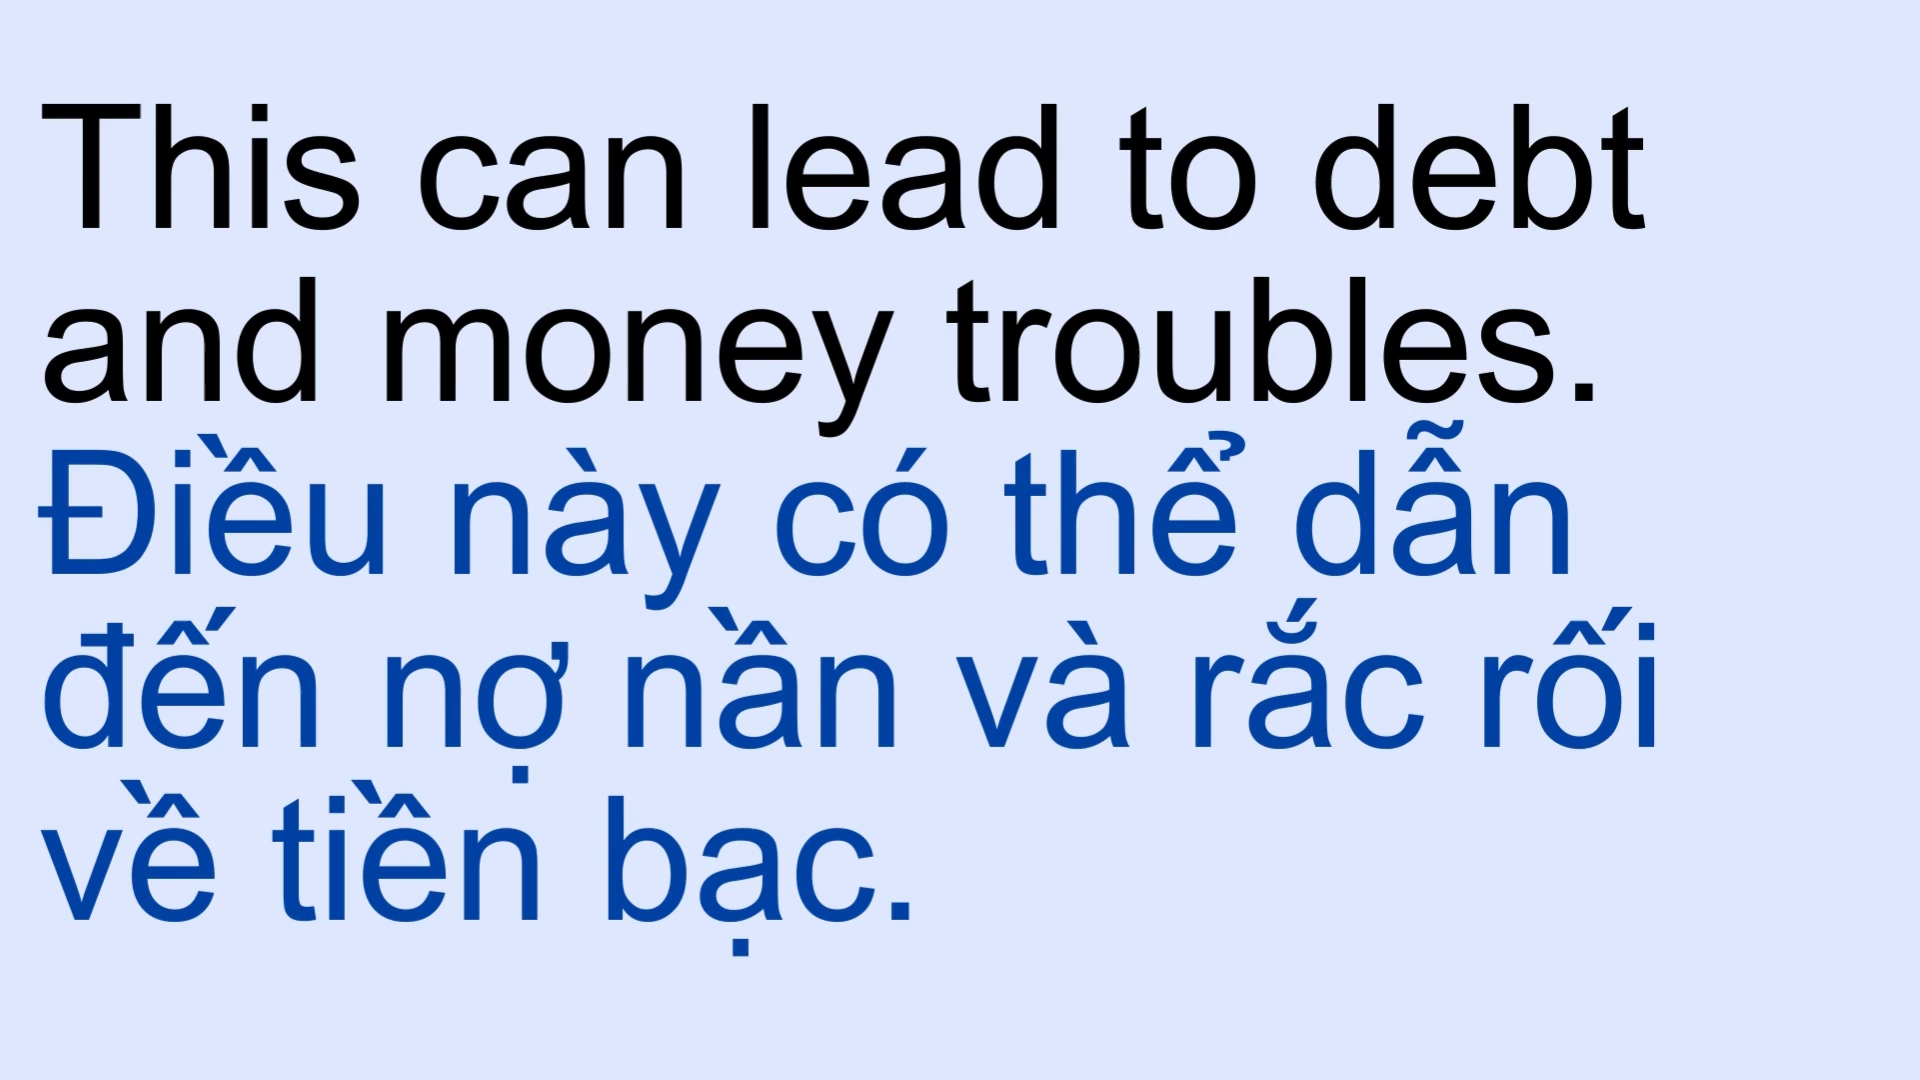 This can lead to debt
and money troubles.
Điều này có thể dẫn
đến nợ nần và rắc rối
về tiền bạc.